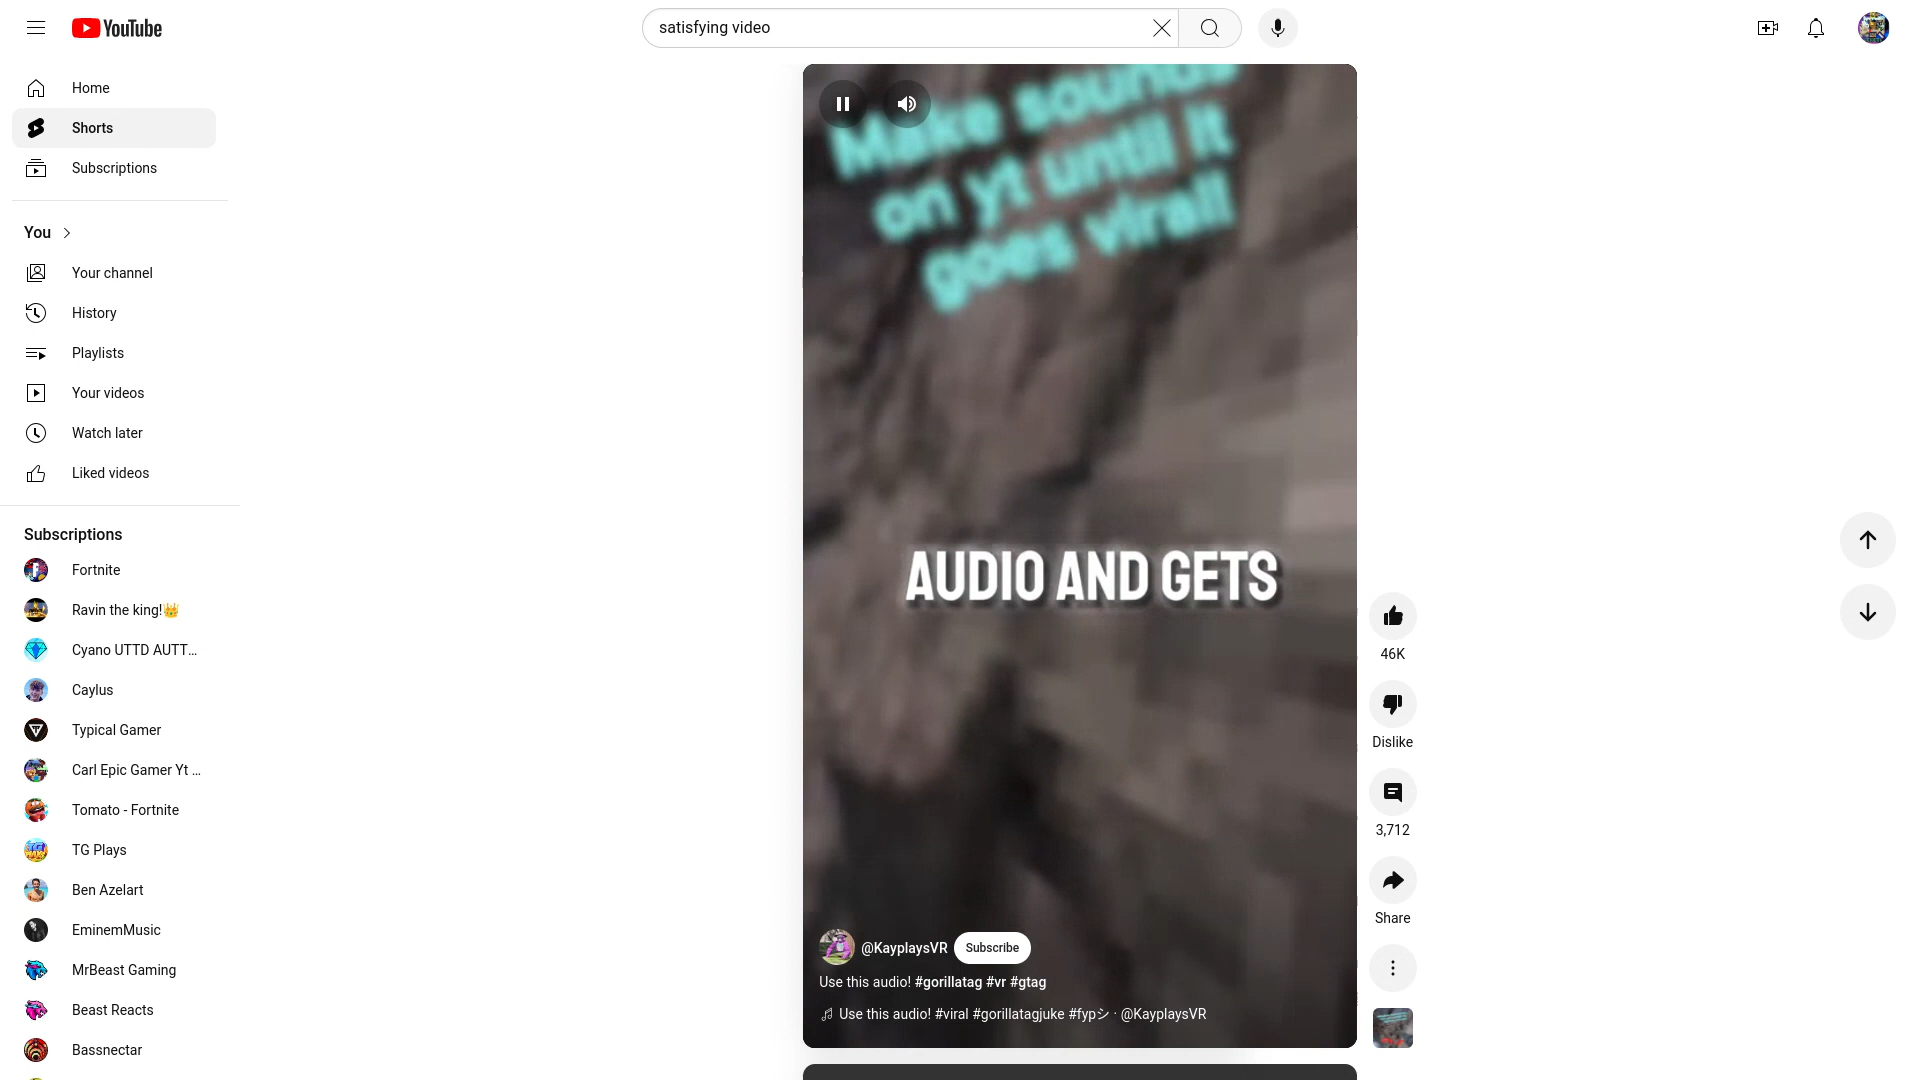 YouTube
satisfying video
Home
Shorts
Subscriptions
You
Your channel
History
Playlists
Your videos
Watch later
Liked videos
Subscriptions
Fortnite
Ravin the king!👑
Cyano UTTD AUTT...
Caylus
Typical Gamer
Carl Epic Gamer Yt ...
Tomato - Fortnite
TG Plays
Ben Azelart
EminemMusic
MrBeast Gaming
Beast Reacts
Bassnectar
Make sounds
on yt until it
goes viral!
AUDIO AND GETS
@KayplaysVR Subscribe
Use this audio! #gorillatag #vr #gtag
Use this audio! #viral #gorillatagjuke #fypシ · @KayplaysVR
46K
Dislike
3,712
Share